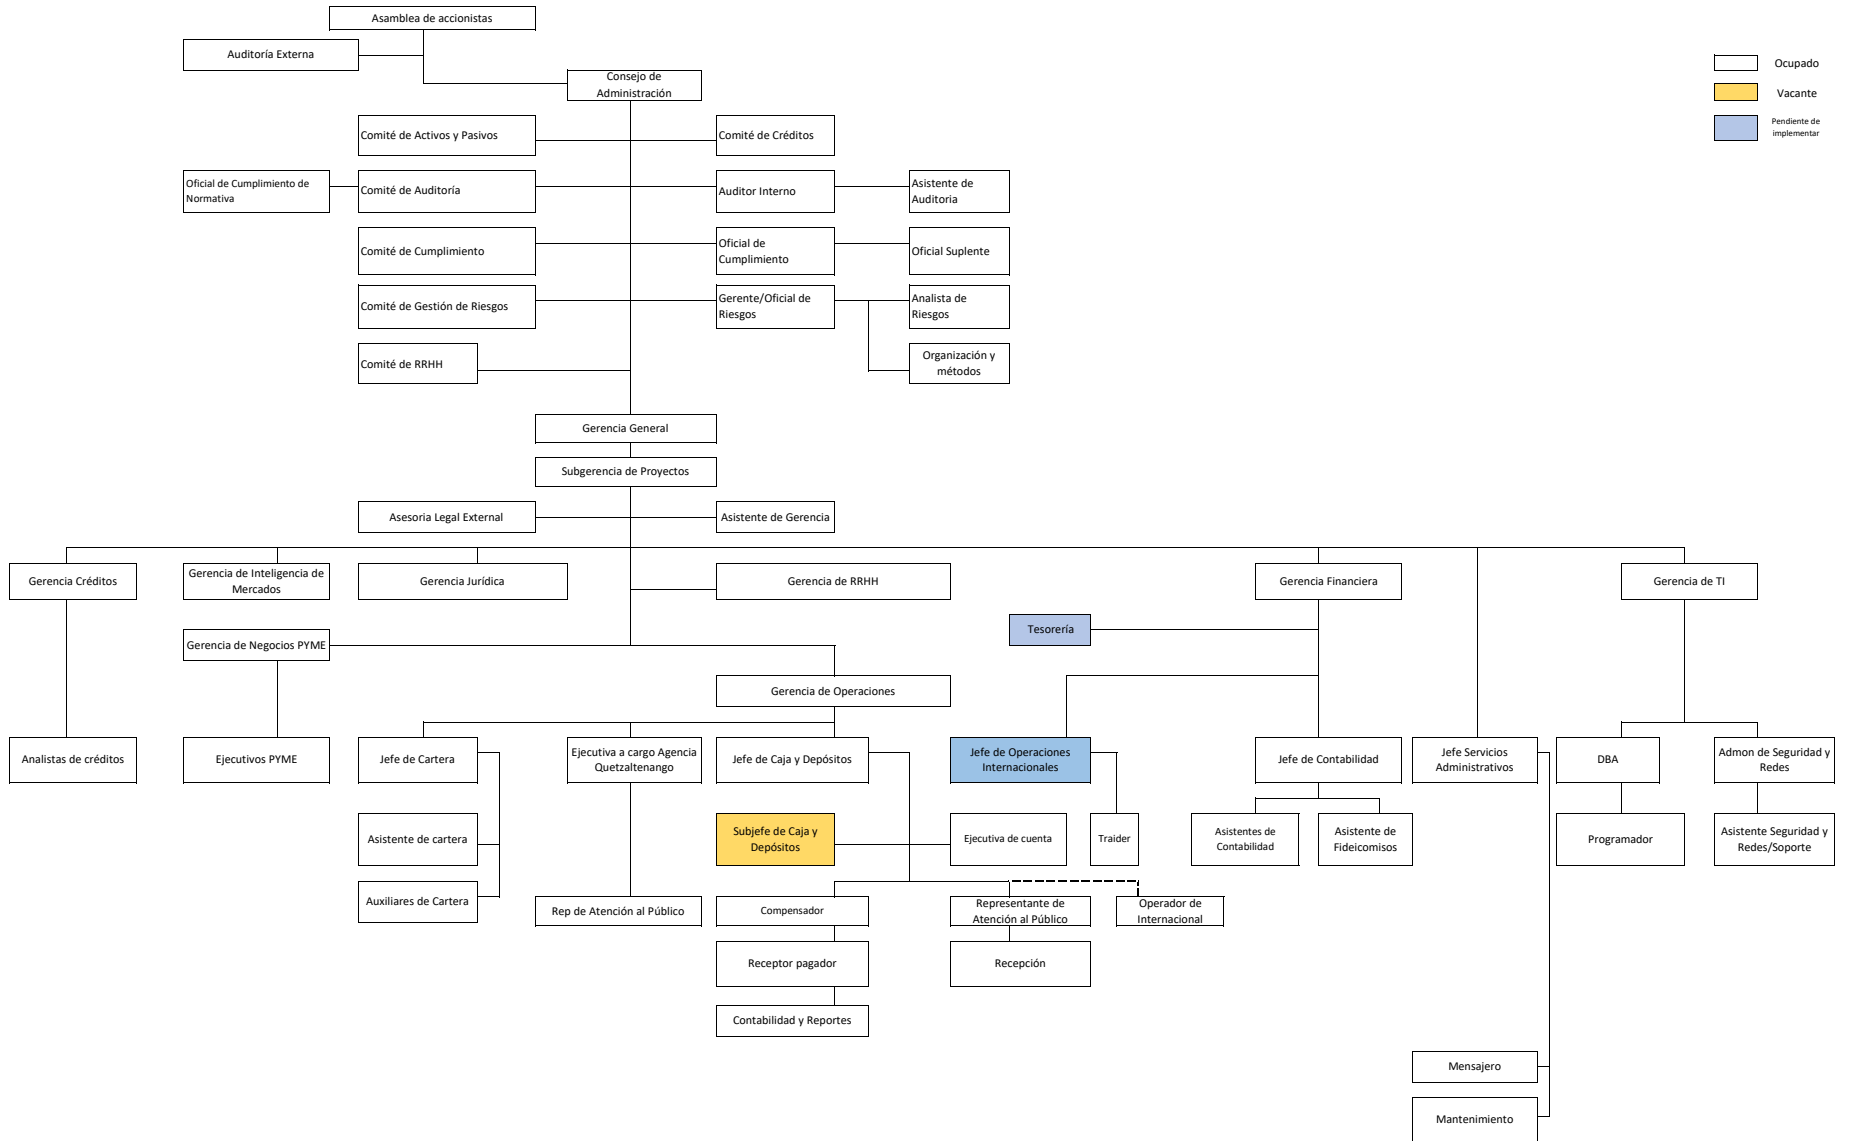 Asamblea de accionistas
Auditoría Externa
Ocupado
Consejo de
Administración
Vacante
Pendiente de
implementar
Comité de Activos y Pasivos
Comité de Créditos
Oficial de Cumplimiento de
Normativa
Comité de Auditoría
Auditor Interno
Asistente de
Auditoria
Comité de Cumplimiento
Oficial de
Cumplimiento
Oficial Suplente
Comité de Gestión de Riesgos
Gerente/Oficial de
Riesgos
Analista de
Riesgos
Comité de RRHH
Organización y
métodos
Gerencia General
Subgerencia de Proyectos
Asesoria Legal External
Asistente de Gerencia
Gerencia Créditos
Gerencia de Inteligencia de
Mercados
Gerencia Jurídica
Gerencia de RRHH
Gerencia Financiera
Gerencia de TI
Tesorería
Gerencia de Negocios PYME
Gerencia de Operaciones
Analistas de créditos
Ejecutivos PYME
Jefe de Cartera
Ejecutiva a cargo Agencia
Quetzaltenango
Jefe de Caja y Depósitos
Jefe de Operaciones
Internacionales
Jefe de Contabilidad
Jefe Servicios
Administrativos
DBA
Admon de Seguridad y
Redes
Asistente de cartera
Subjefe de Caja y
Depósitos
Ejecutiva de cuenta
Traider
Asistentes de
Contabilidad
Asistente de
Fideicomisos
Programador
Asistente Seguridad y
Redes/Soporte
Auxiliares de Cartera
Rep de Atención al Público
Compensador
Representante de
Atención al Público
Operador de
Internacional
Receptor pagador
Recepción
Contabilidad y Reportes
Mensajero
Mantenimiento